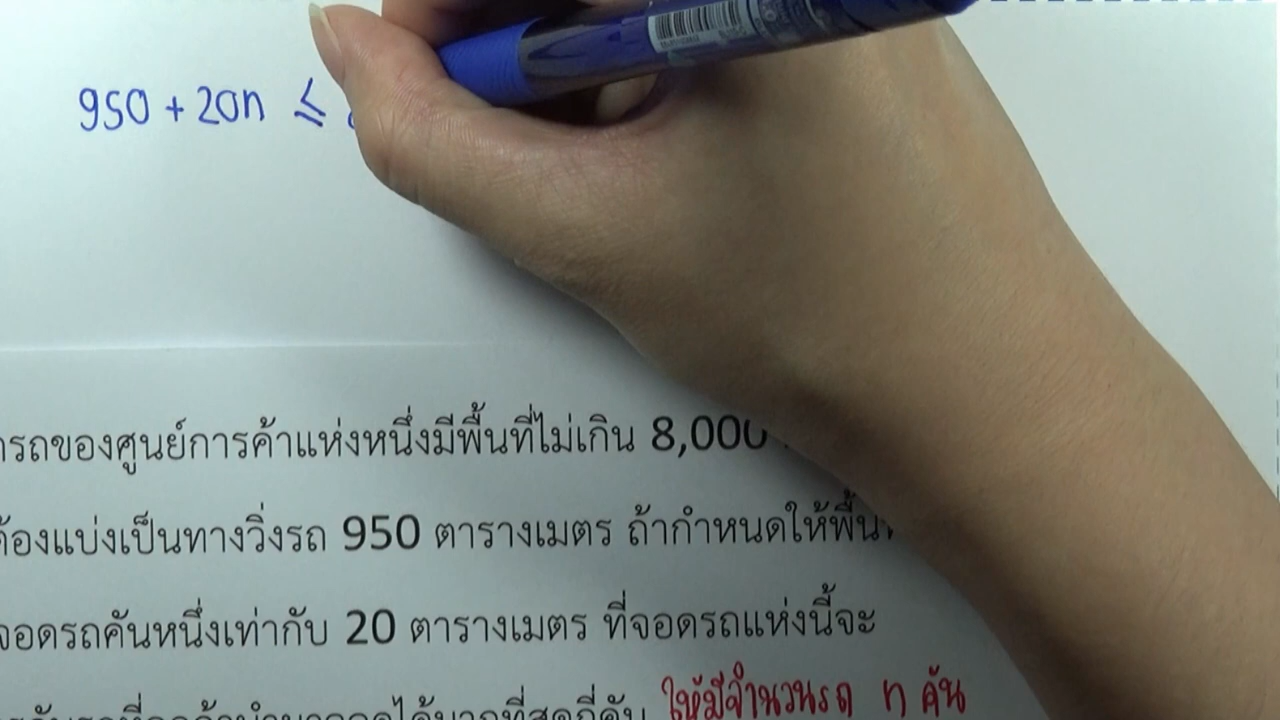 950 + 20n ≤
รถของศูนย์การค้าแห่งหนึ่งมีพื้นที่ไม่เกิน 8,000
ต้องแบ่งเป็นทางวิ่งรถ 950 ตารางเมตร ถ้ากำหนดให้พื้น
จอดรถคันหนึ่งเท่ากับ 20 ตารางเมตร ที่จอดรถแห่งนี้จะ
ให้มีจำนวนรถ n คัน